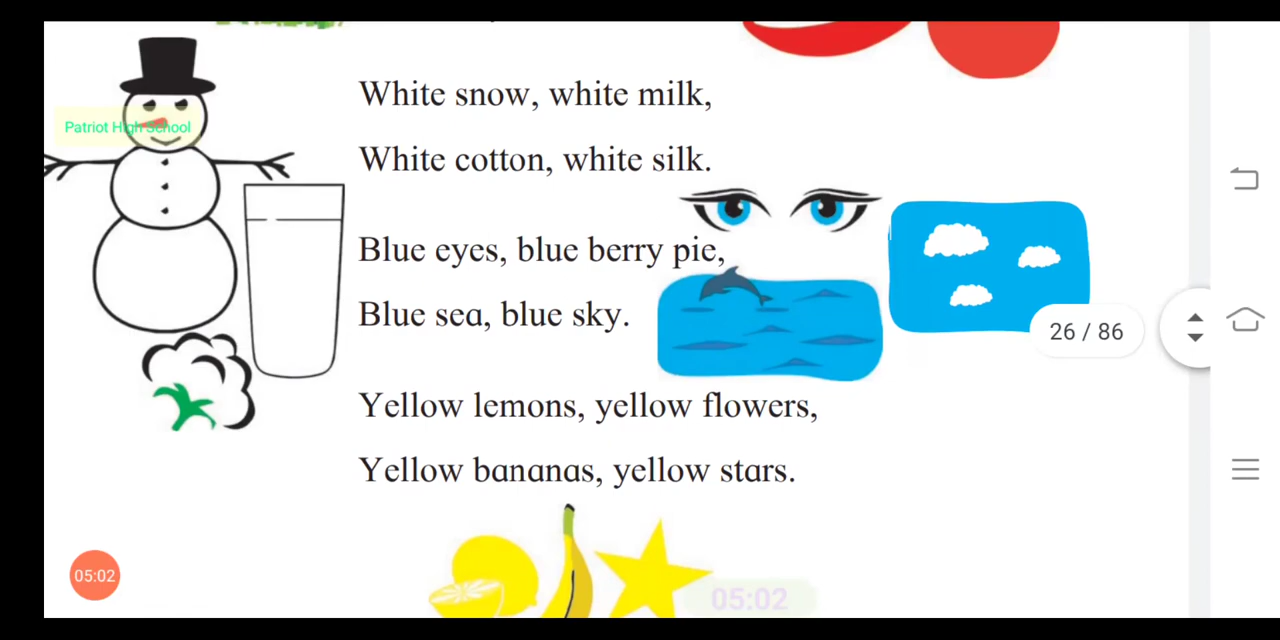 White snow, white milk,
Patriot High School
White cotton, white silk.
Blue eyes, blue berry pie,
Blue sea, blue sky.
26 / 86
Yellow lemons, yellow flowers,
Yellow bananas, yellow stars.
05:02
05:02